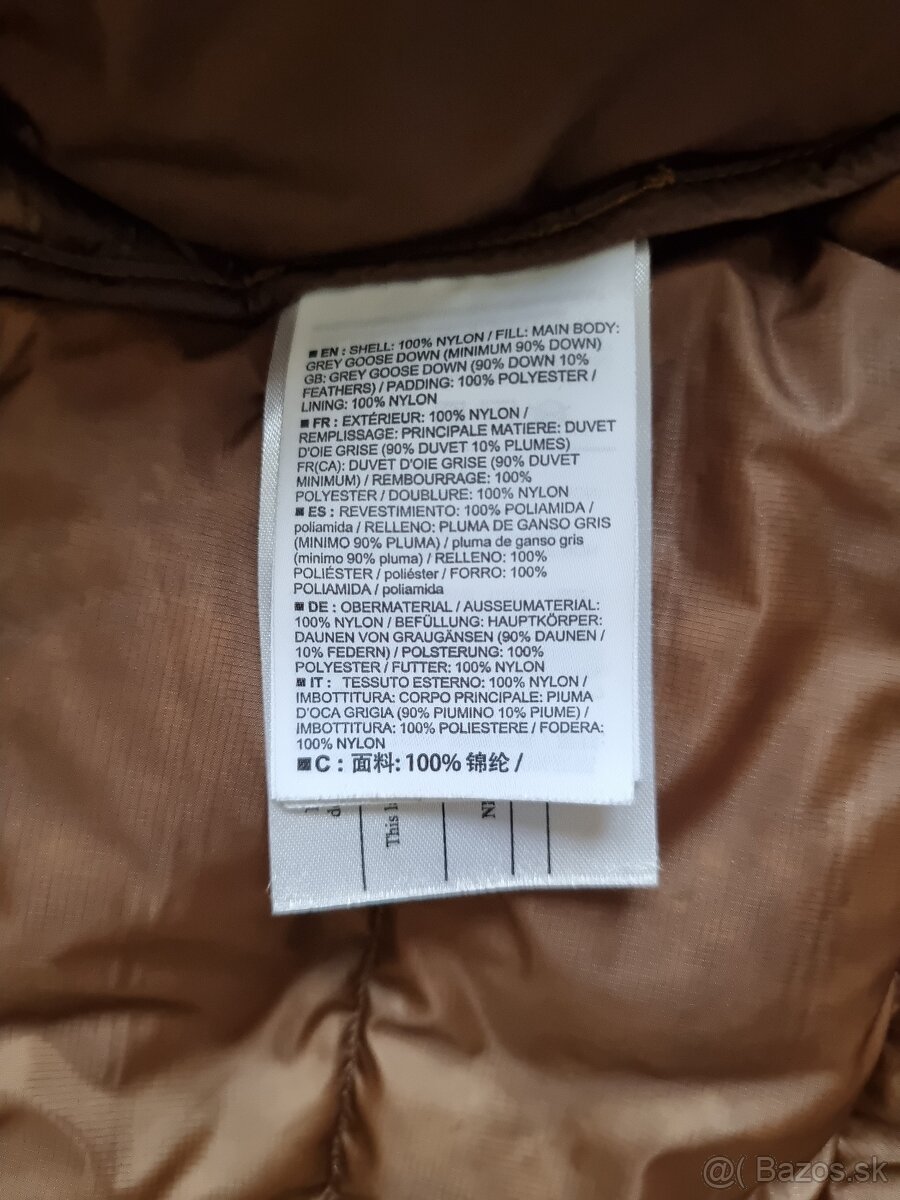 EN : SHELL: 100% NYLON / FILL: MAIN BODY:
GREY GOOSE DOWN (MINIMUM 90% DOWN)
GB: GREY GOOSE DOWN (90% DOWN 10%
FEATHERS) / PADDING: 100% POLYESTER /
LINING: 100% NYLON
FR : EXTÉRIEUR: 100% NYLON /
REMPLISSAGE: PRINCIPALE MATIERE: DUVET
D'OIE GRISE (90% DUVET 10% PLUMES)
FR(CA): DUVET D'OIE GRISE (90% DUVET
MINIMUM) / REMBOURRAGE: 100%
POLYESTER / DOUBLURE: 100% NYLON
ES : REVESTIMIENTO: 100% POLIAMIDA /
poliamida / RELLENO: PLUMA DE GANSO GRIS
(MINIMO 90% PLUMA) / pluma de ganso gris
(minimo 90% pluma) / RELLENO: 100%
POLIÉSTER / poliéster / FORRO: 100%
POLIAMIDA / poliamida
DE : OBERMATERIAL / AUSSEUMATERIAL:
100% NYLON / BEFÜLLUNG: HAUPTKÖRPER:
DAUNEN VON GRAUGÄNSEN (90% DAUNEN /
10% FEDERN) / POLSTERUNG: 100%
POLYESTER / FUTTER: 100% NYLON
IT : TESSUTO ESTERNO: 100% NYLON /
IMBOTTITURA: CORPO PRINCIPALE: PIUMA
D'OCA GRIGIA (90% PIUMINO 10% PIUME) /
IMBOTTITURA: 100% POLIESTERE / FODERA:
100% NYLON
C : 面料: 100% 锦纶 /
This
@( Bazos.sk